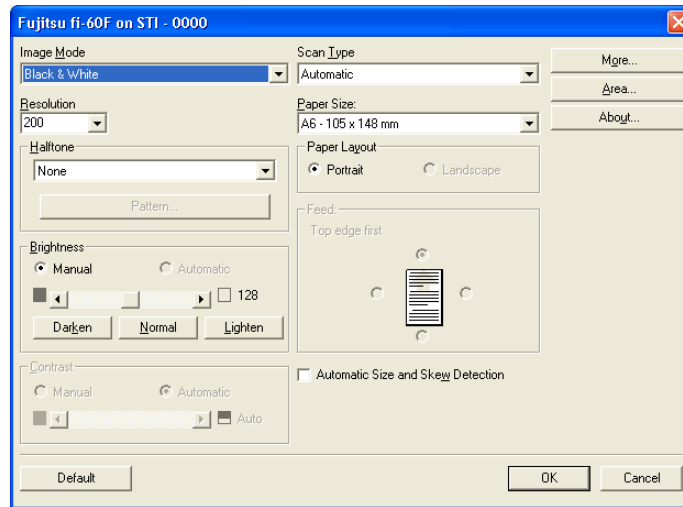 Fujitsu fi-60F on STI - 0000
Image Mode
Black & White
Resolution
200
Halftone
None
Pattern...
Brightness
Manual
Automatic
128
Darken
Normal
Lighten
Contrast
Manual
Automatic
Auto
Scan Type
Automatic
Paper Size:
A6 - 105 x 148 mm
Paper Layout
Portrait
Landscape
Feed:
Top edge first
Automatic Size and Skew Detection
More...
Area...
About...
Default
OK
Cancel